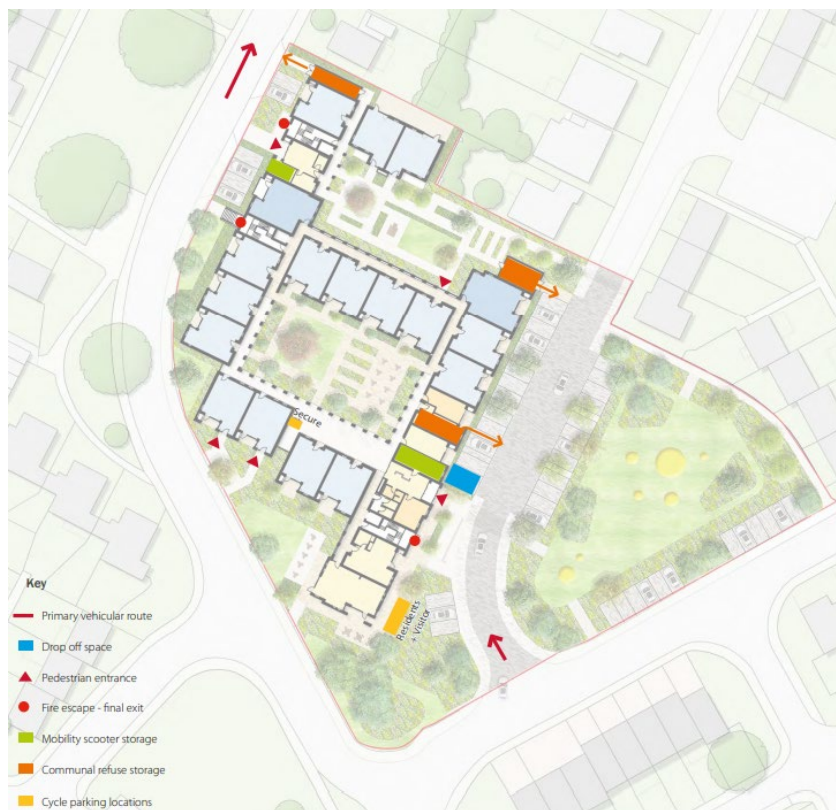 Secure
Residents
+ Visitor
Key
Primary vehicular route
Drop off space
Pedestrian entrance
Fire escape - final exit
Mobility scooter storage
Communal refuse storage
Cycle parking locations